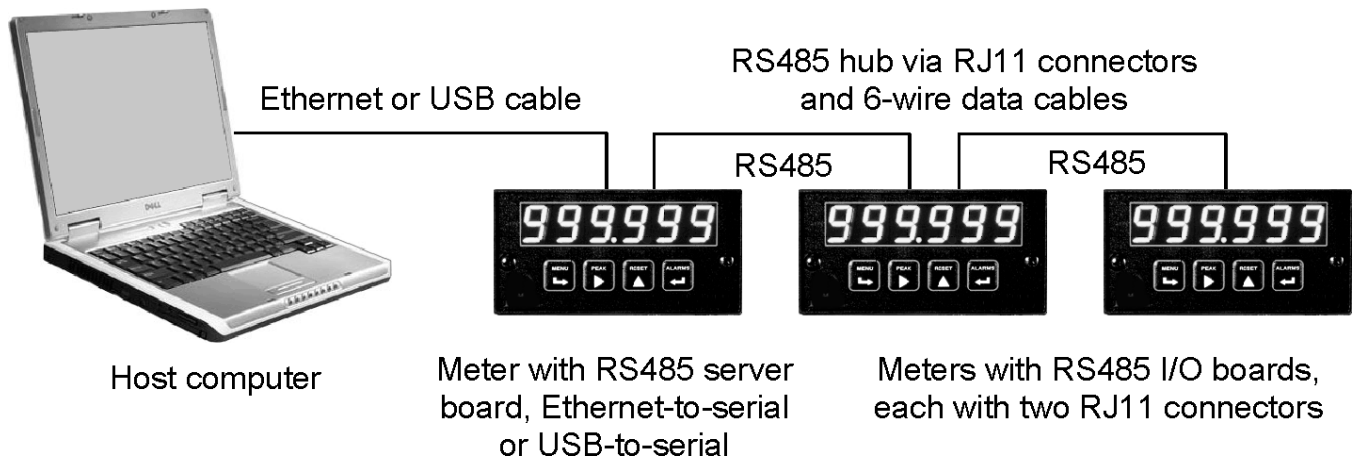 RS485 hub via RJ11 connectors
and 6-wire data cables
Ethernet or USB cable
RS485
RS485
DELL
999.999
999.999
999.999
MENU PEAK RESET ALARMS
MENU PEAK RESET ALARMS
MENU PEAK RESET ALARMS
Host computer
Meter with RS485 server
board, Ethernet-to-serial
or USB-to-serial
Meters with RS485 I/O boards,
each with two RJ11 connectors